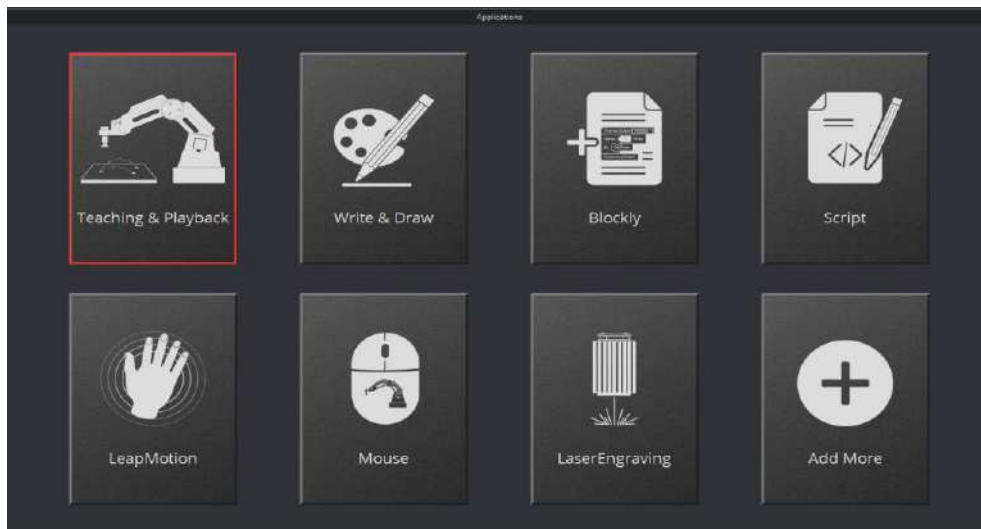 Applications
Teaching & Playback
Write & Draw
Blockly
Script
</>
LeapMotion
Mouse
LaserEngraving
Add More